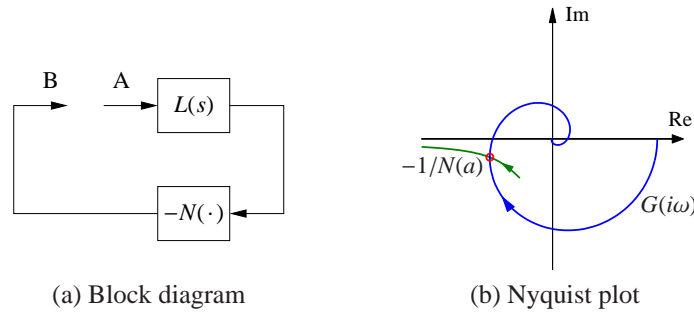 B
A
L(s)
−N(·)
(a) Block diagram
Im
Re
−1/N(a)
G(iω)
(b) Nyquist plot